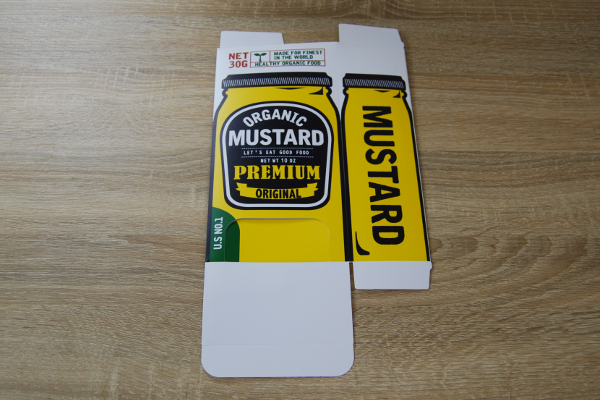 NET
30G
MADE FOR FINEST
IN THE WORLD
HEALTHY ORGANIC FOOD
ORGANIC
MUSTARD
LET'S EAT GOOD FOOD
NET WT 10 OZ
PREMIUM
ORIGINAL
U.S NO.1
MUSTARD